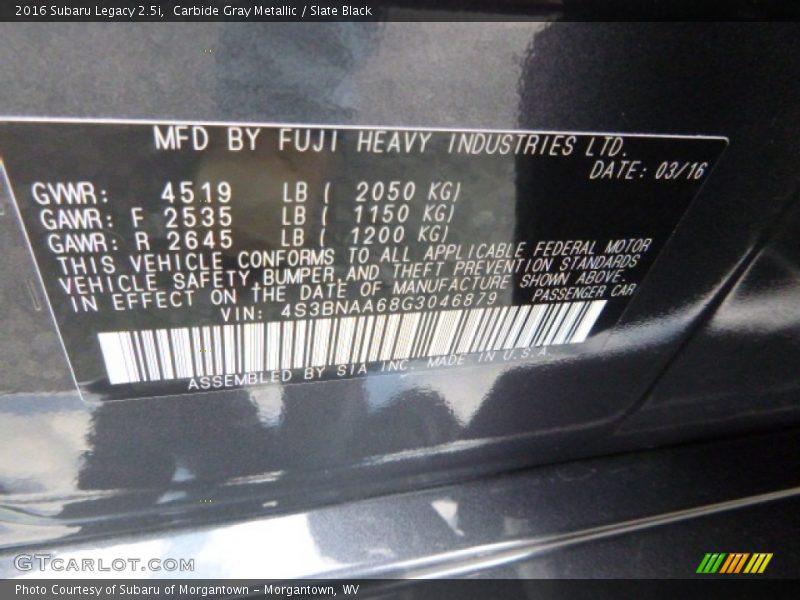 2016 Subaru Legacy 2.5i, Carbide Gray Metallic / Slate Black
MFD BY FUJI HEAVY INDUSTRIES LTD.
DATE: 03/16
GVWR: 4519 LB ( 2050 KG)
GAWR: F 2535 LB ( 1150 KG)
GAWR: R 2645 LB ( 1200 KG)
THIS VEHICLE CONFORMS TO ALL APPLICABLE FEDERAL MOTOR
VEHICLE SAFETY, BUMPER AND THEFT PREVENTION STANDARDS
IN EFFECT ON THE DATE OF MANUFACTURE SHOWN ABOVE.
VIN: 4S3BNAA68G3046879 PASSENGER CAR
ASSEMBLED BY SIA INC. MADE IN U.S.A
GTCARLOT.COM
Photo Courtesy of Subaru of Morgantown - Morgantown, WV